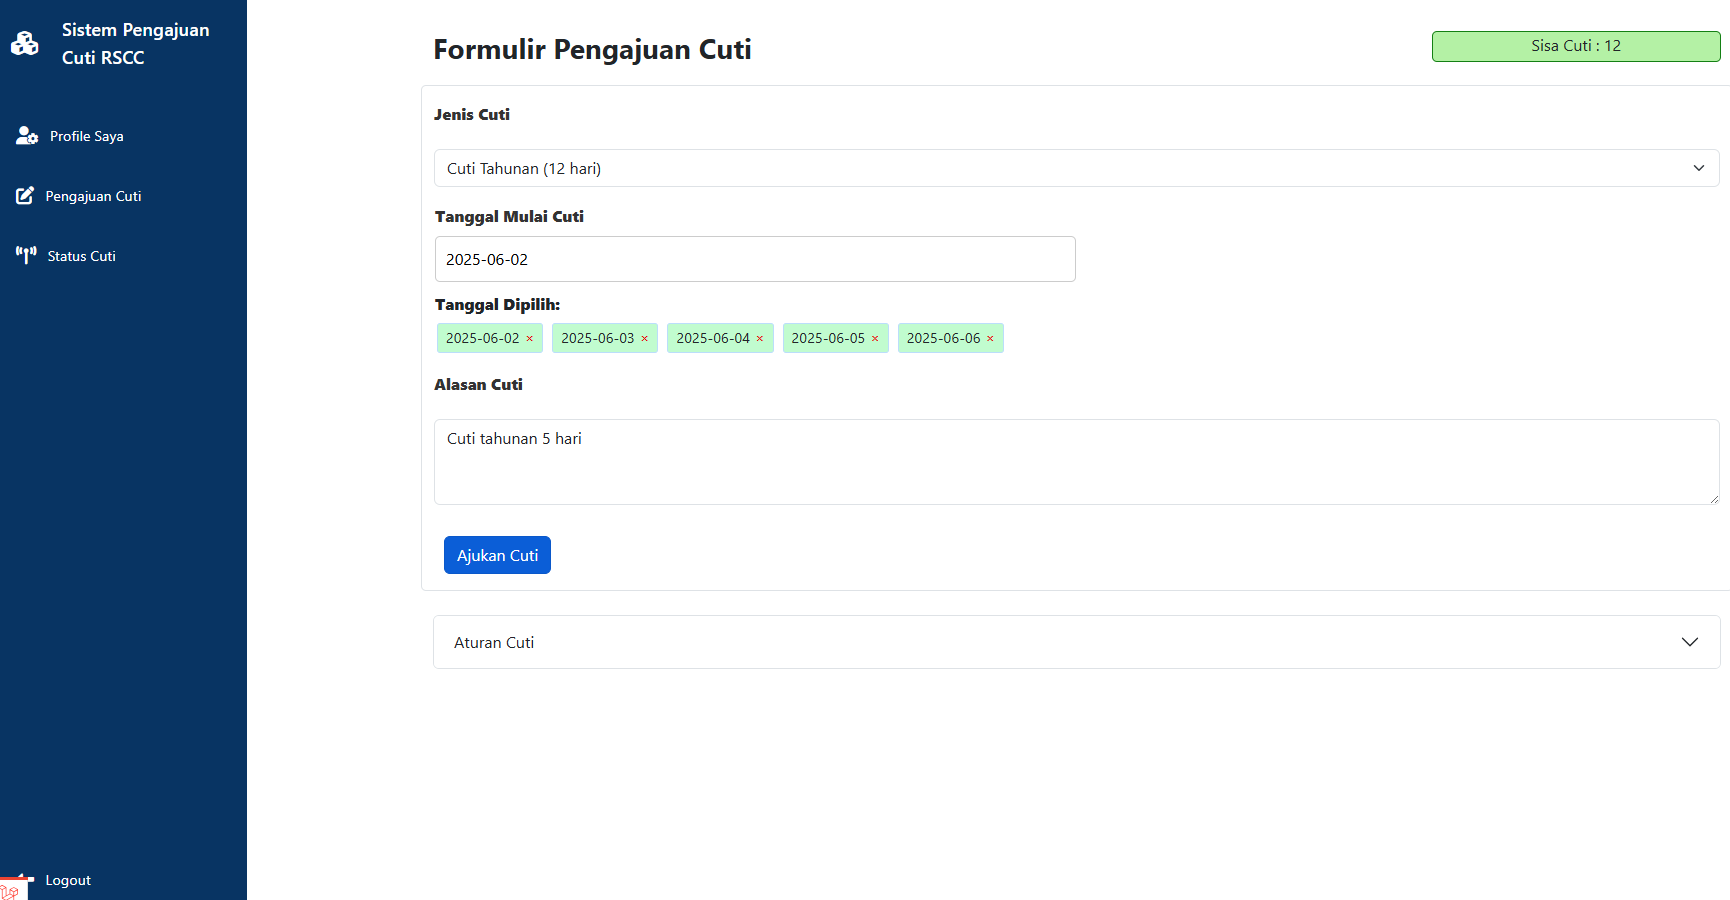 Sistem Pengajuan
Cuti RSCC
Profile Saya
Pengajuan Cuti
Status Cuti
Logout
Formulir Pengajuan Cuti
Sisa Cuti : 12
Jenis Cuti
Cuti Tahunan (12 hari)
Tanggal Mulai Cuti
2025-06-02
Tanggal Dipilih:
2025-06-02 × 2025-06-03 × 2025-06-04 × 2025-06-05 × 2025-06-06 ×
Alasan Cuti
Cuti tahunan 5 hari
Ajukan Cuti
Aturan Cuti